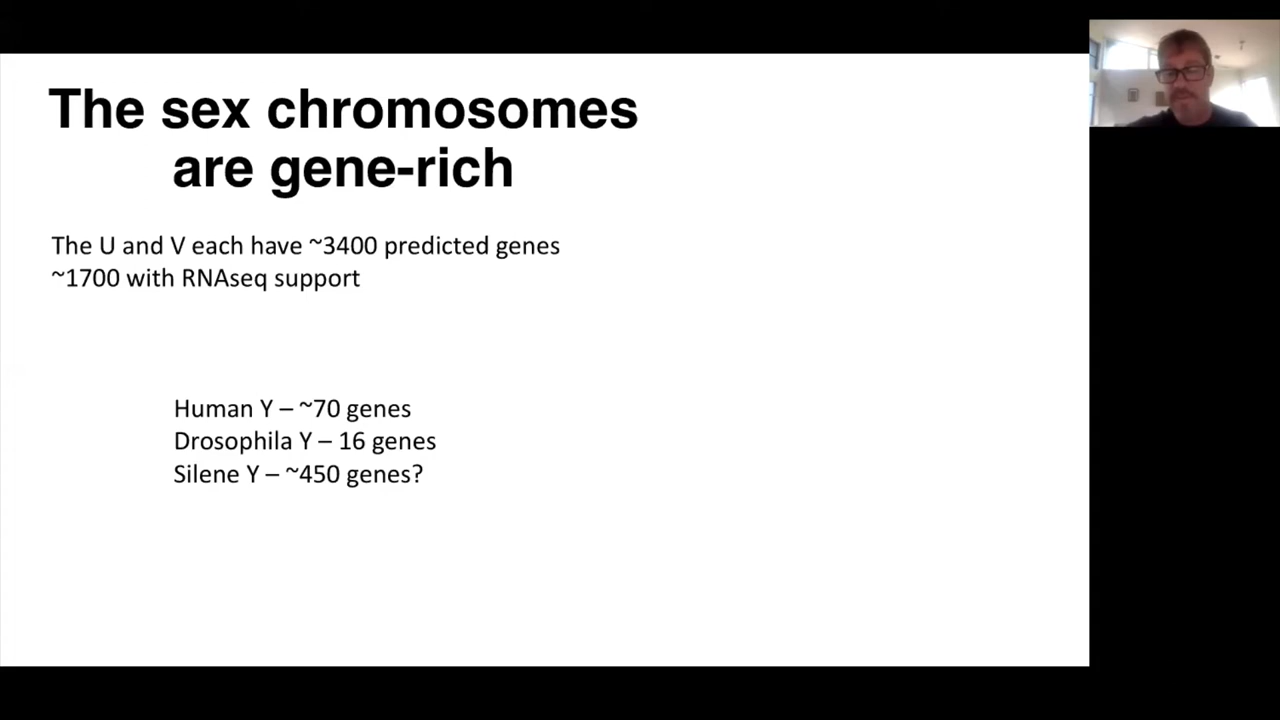 The sex chromosomes
are gene-rich
The U and V each have ~3400 predicted genes
~1700 with RNAseq support
Human Y – ~70 genes
Drosophila Y – 16 genes
Silene Y – ~450 genes?